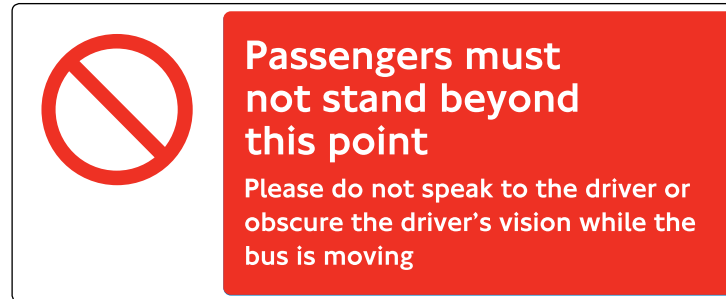 Passengers must
not stand beyond
this point
Please do not speak to the driver or
obscure the driver’s vision while the
bus is moving